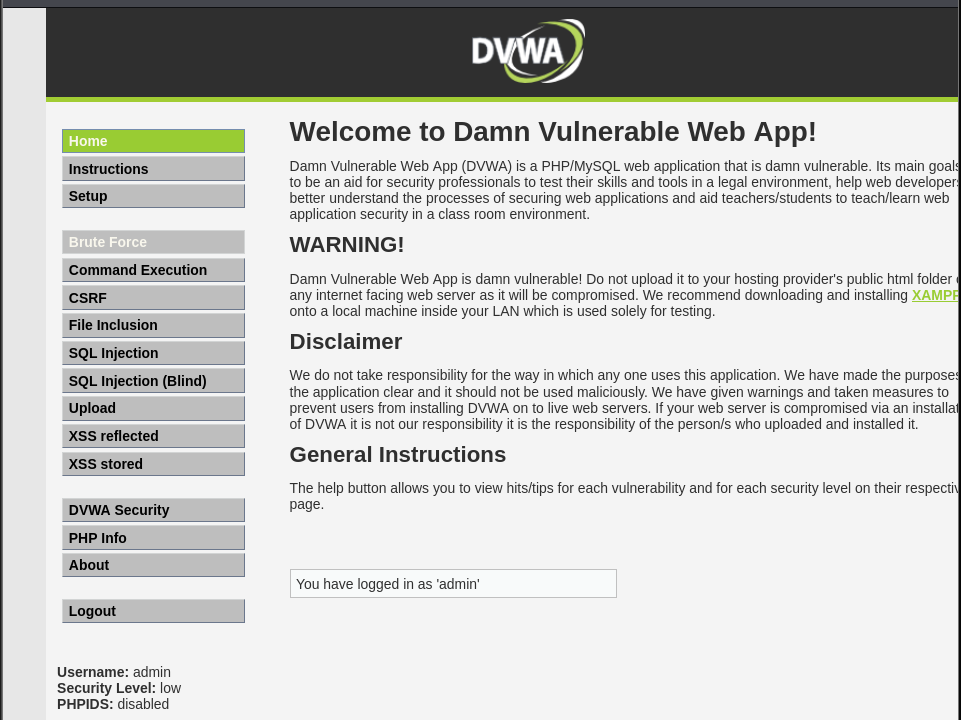 DVWA
Home
Instructions
Setup
Brute Force
Command Execution
CSRF
File Inclusion
SQL Injection
SQL Injection (Blind)
Upload
XSS reflected
XSS stored
DVWA Security
PHP Info
About
Logout
Username: admin
Security Level: low
PHPIDS: disabled
Welcome to Damn Vulnerable Web App!
Damn Vulnerable Web App (DVWA) is a PHP/MySQL web application that is damn vulnerable. Its main goals
to be an aid for security professionals to test their skills and tools in a legal environment, help web developers
better understand the processes of securing web applications and aid teachers/students to teach/learn web
application security in a class room environment.
WARNING!
Damn Vulnerable Web App is damn vulnerable! Do not upload it to your hosting provider's public html folder
any internet facing web server as it will be compromised. We recommend downloading and installing XAMPP
onto a local machine inside your LAN which is used solely for testing.
Disclaimer
We do not take responsibility for the way in which any one uses this application. We have made the purposes
the application clear and it should not be used maliciously. We have given warnings and taken measures to
prevent users from installing DVWA on to live web servers. If your web server is compromised via an
of DVWA it is not our responsibility it is the responsibility of the person/s who uploaded and installed it.
General Instructions
The help button allows you to view hits/tips for each vulnerability and for each security level on their
page.
You have logged in as 'admin'